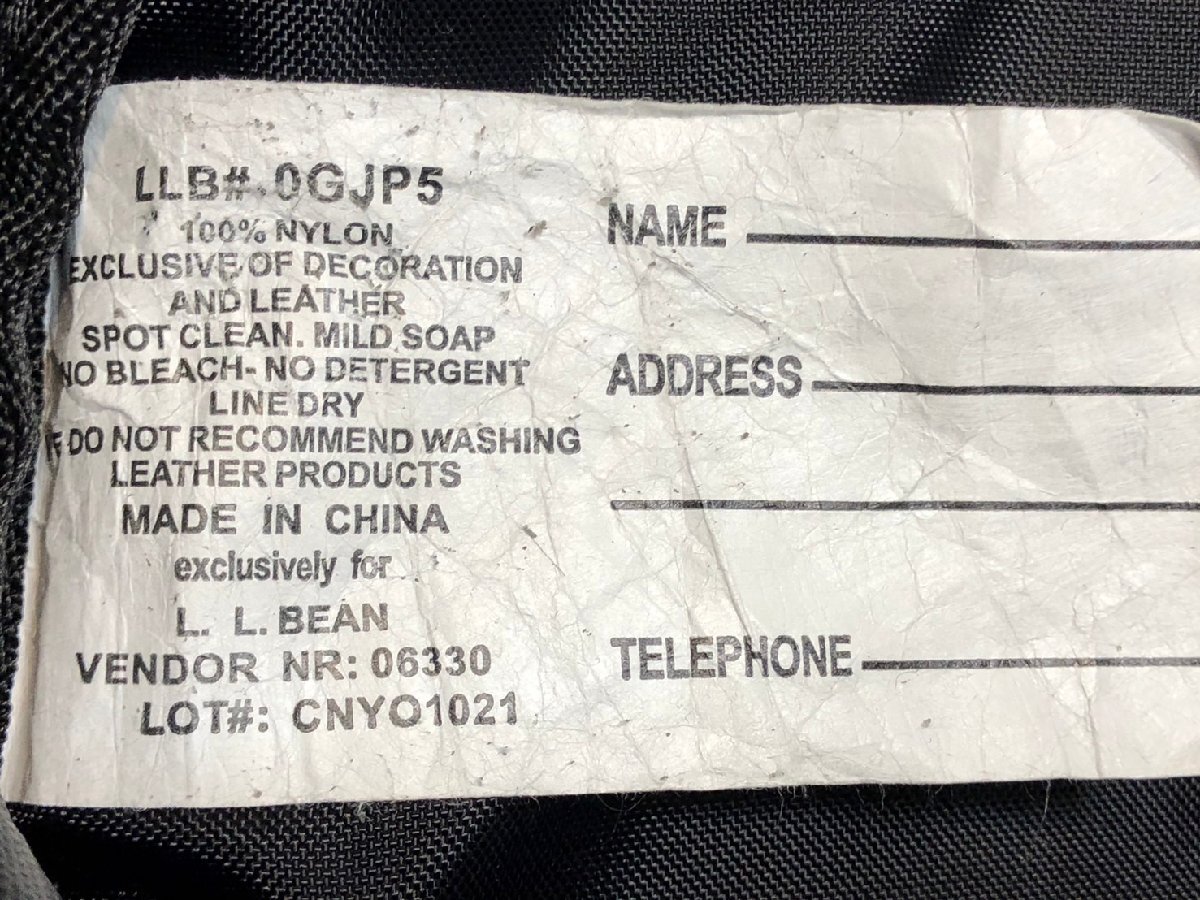 LLB# 0GJP5
100% NYLON
EXCLUSIVE OF DECORATION
AND LEATHER
SPOT CLEAN. MILD SOAP
NO BLEACH- NO DETERGENT
LINE DRY
DO NOT RECOMMEND WASHING
LEATHER PRODUCTS
MADE IN CHINA
exclusively for
L. L. BEAN
VENDOR NR: 06330
LOT#: CNYO1021
NAME
ADDRESS
TELEPHONE